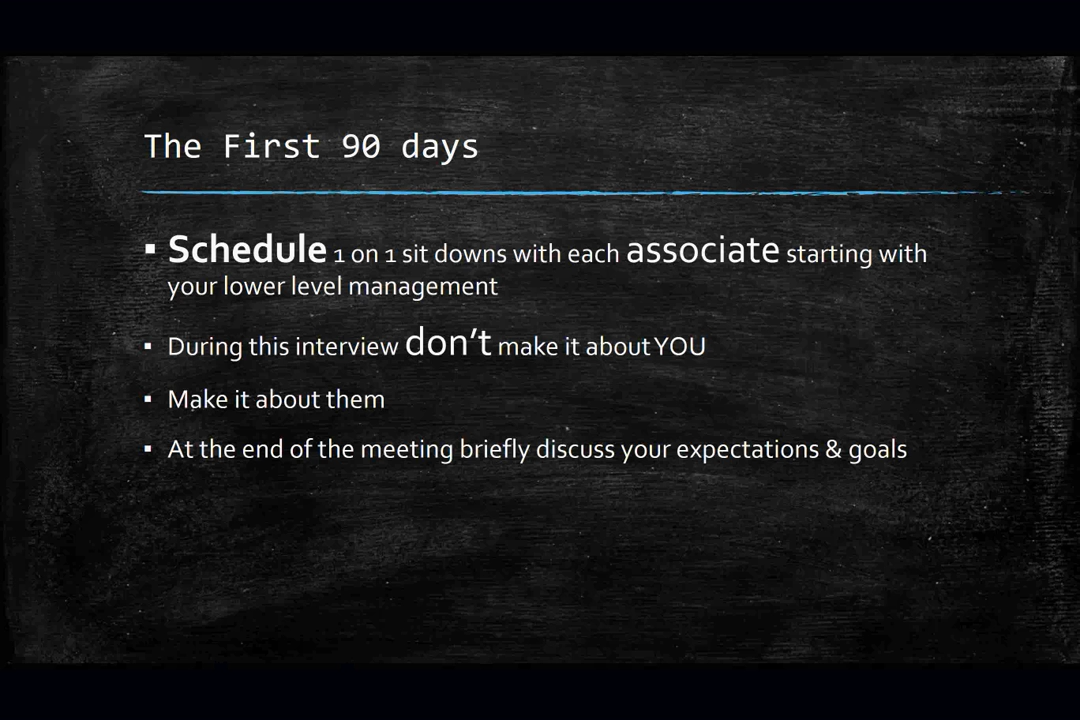 The First 90 days
▪ Schedule 1 on 1 sit downs with each associate starting with
your lower level management
▪ During this interview don’t make it about YOU
▪ Make it about them
▪ At the end of the meeting briefly discuss your expectations & goals